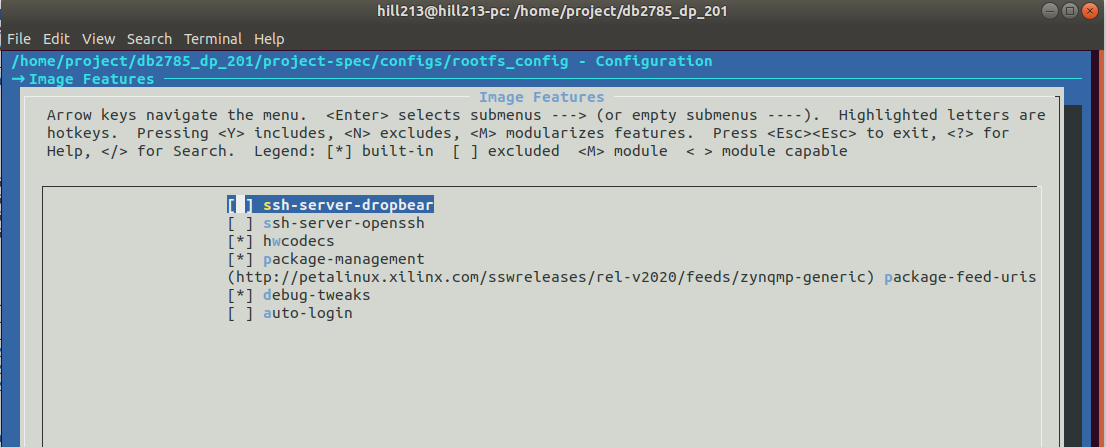 hill213@hill213-pc: /home/project/db2785_dp_201
File Edit View Search Terminal Help
/home/project/db2785_dp_201/project-spec/configs/rootfs_config - Configuration
→ Image Features
Image Features
Arrow keys navigate the menu. <Enter> selects submenus ---> (or empty submenus ----). Highlighted letters are
hotkeys. Pressing <Y> includes, <N> excludes, <M> modularizes features. Press <Esc><Esc> to exit, <?> for
Help, </> for Search. Legend: [*] built-in [ ] excluded <M> module < > module capable
[ ] ssh-server-dropbear
[ ] ssh-server-openssh
[*] hwcodecs
[*] package-management
(http://petalinux.xilinx.com/sswreleases/rel-v2020/feeds/zynqmp-generic) package-feed-uris
[*] debug-tweaks
[ ] auto-login